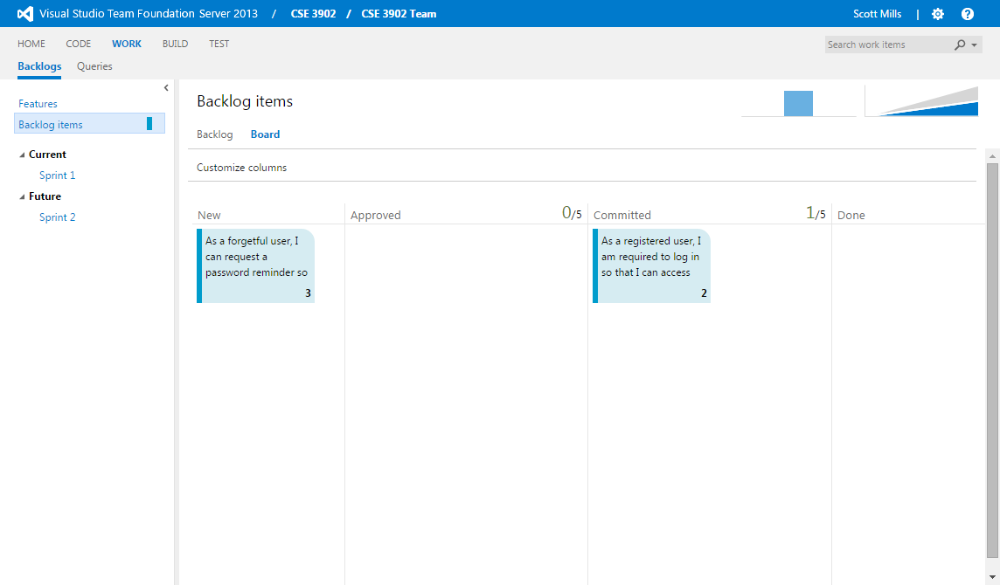 Visual Studio Team Foundation Server 2013 / CSE 3902 / CSE 3902 Team Scott Mills | ?
HOME CODE WORK BUILD TEST Search work items
Backlogs Queries
Features
Backlog items
Current
Sprint 1
Future
Sprint 2
Backlog items
Backlog Board
Customize columns
New Approved 0/5 Committed 1/5 Done
As a forgetful user, I
can request a
password reminder so
3
As a registered user, I
am required to log in
so that I can access
2